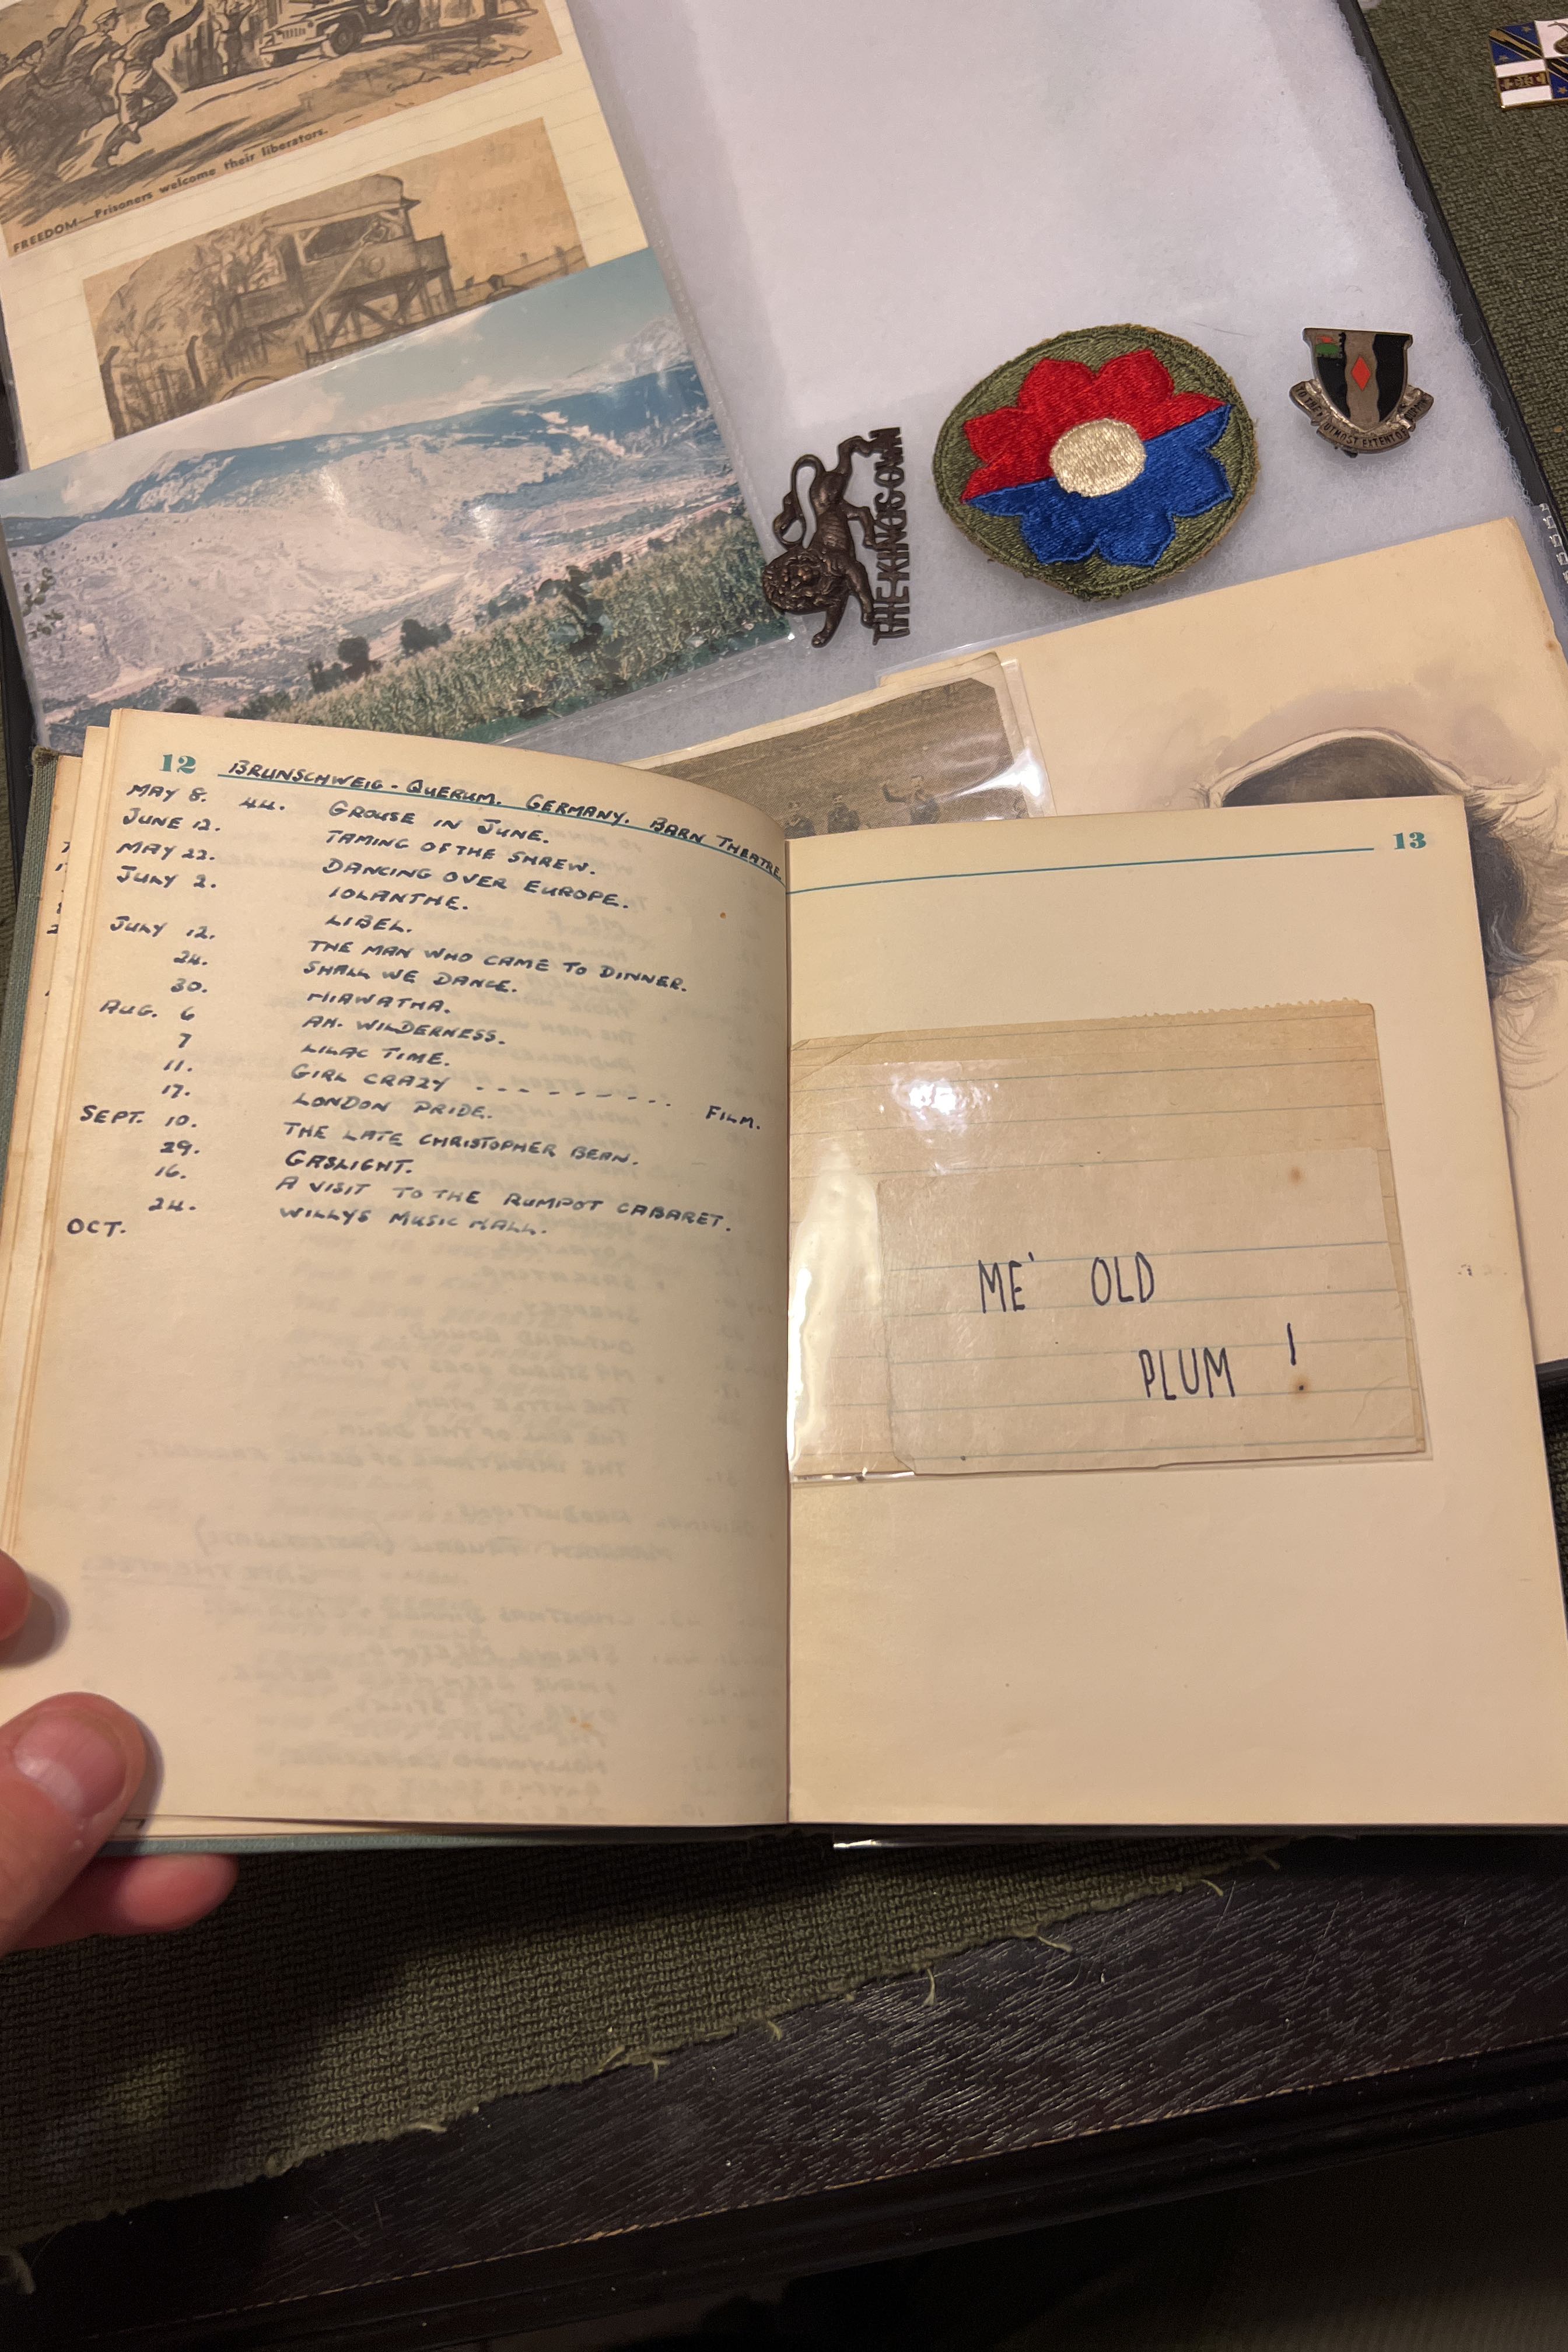 FREEDOM—Prisoners welcome their liberators.
THE KING'S OWN
UTMOST EXTENT OF
12 BRUNSCHWEIG - QUERUM. GERMANY. BARN THEATRE.
MAY 8. 44. GROUSE IN JUNE.
JUNE 12. TAMING OF THE SHREW.
MAY 22. DANCING OVER EUROPE.
JULY 2. IOLANTHE.
LIBEL.
JULY 12. THE MAN WHO CAME TO DINNER.
24. SHALL WE DANCE.
30. HIAWATHA.
AUG. 6 AH. WILDERNESS.
7 LILAC TIME.
11. GIRL CRAZY - - - - - - - - . FILM.
17. LONDON PRIDE.
SEPT. 10. THE LATE CHRISTOPHER BEAN.
29. GASLIGHT.
16. A VISIT TO THE RUMPOT CABARET.
24. WILLYS MUSIC HALL.
OCT.
13
ME' OLD
PLUM !